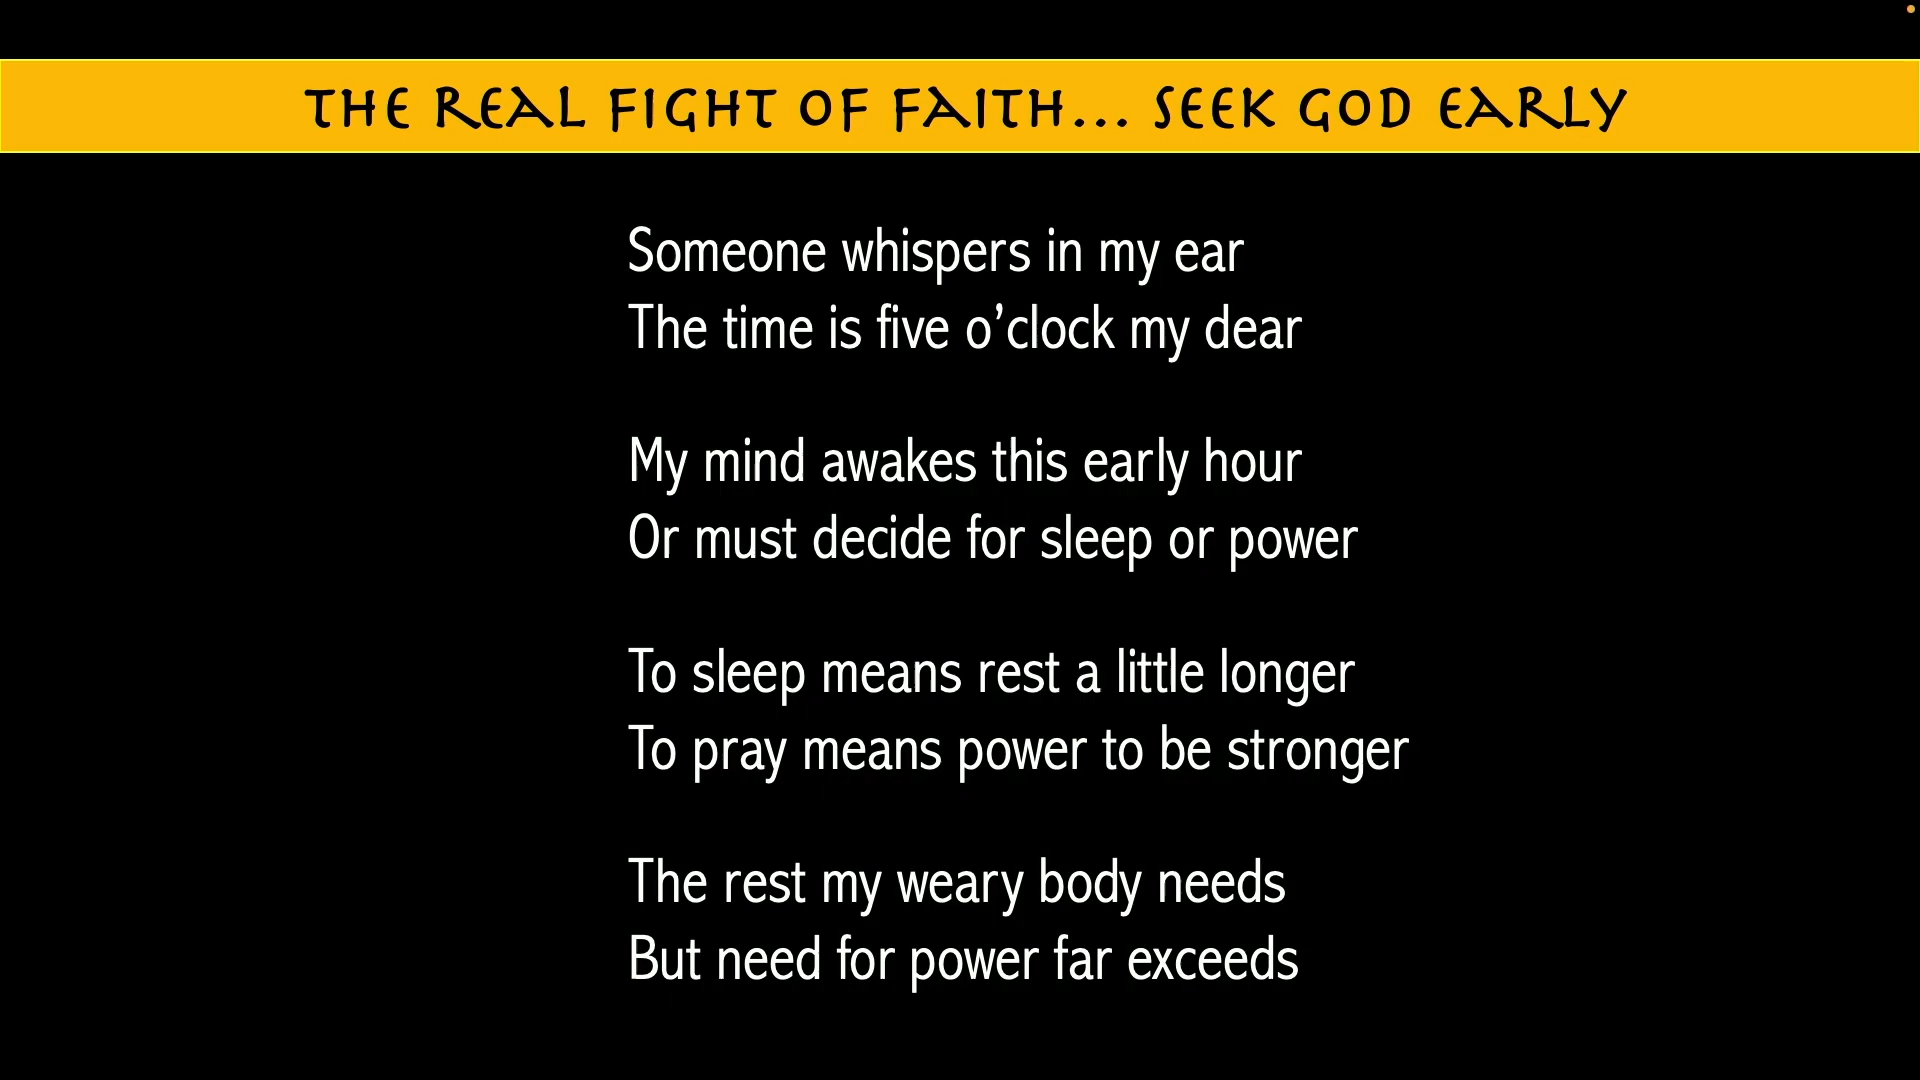 THE REAL FIGHT OF FAITH... SEEK GOD EARLY
Someone whispers in my ear
The time is five o’clock my dear
My mind awakes this early hour
Or must decide for sleep or power
To sleep means rest a little longer
To pray means power to be stronger
The rest my weary body needs
But need for power far exceeds